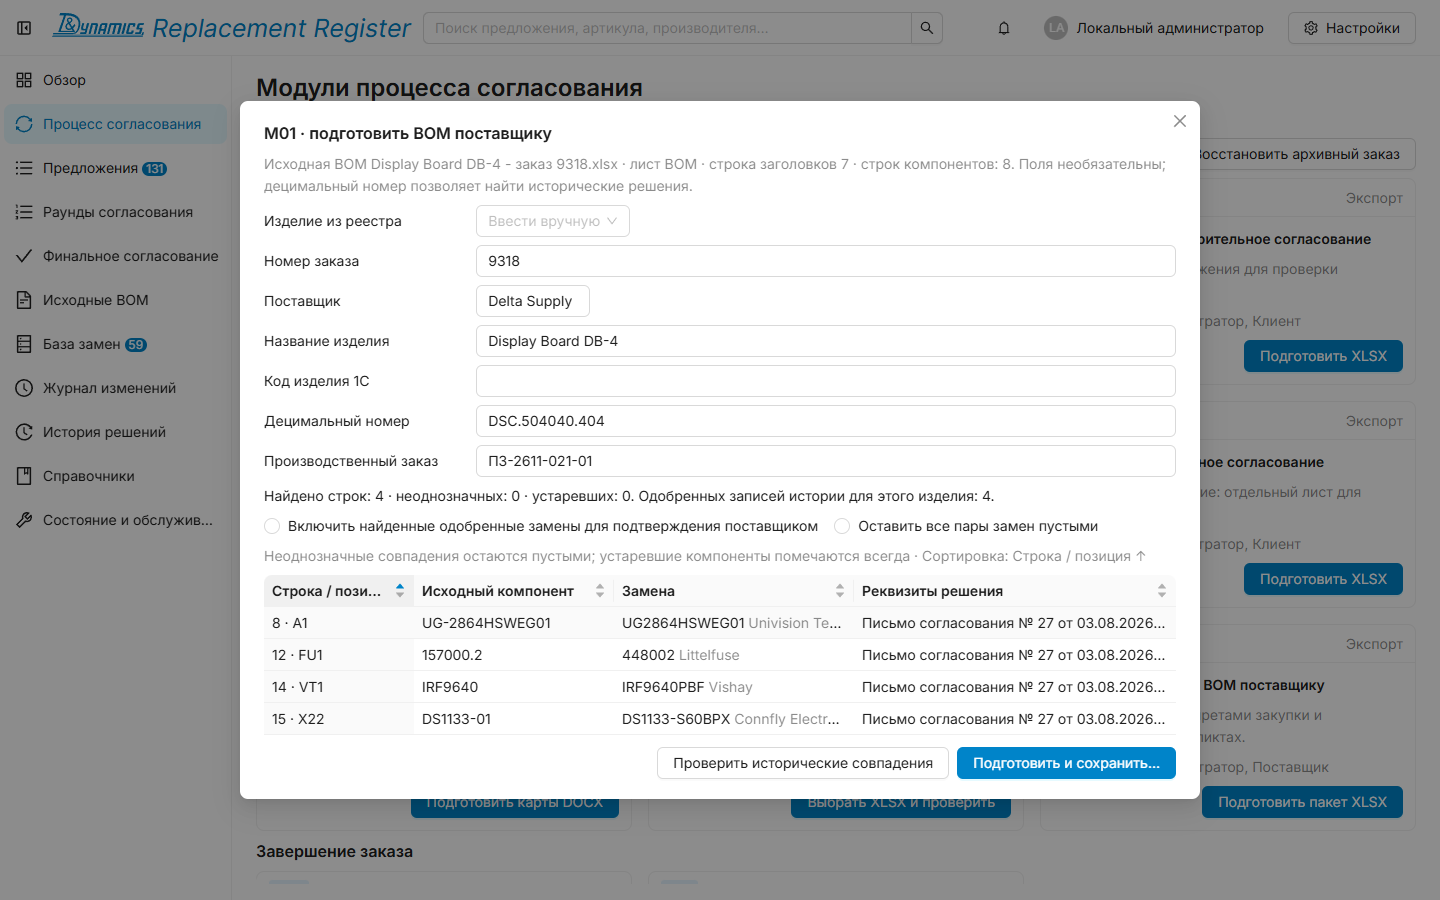 Dynamics Replacement Register
Поиск предложения, артикула, производителя...
LA Локальный администратор
Настройки
Обзор
Процесс согласования
Предложения 131
Раунды согласования
Финальное согласование
Исходные BOM
База замен 59
Журнал изменений
История решений
Справочники
Состояние и обслужив...
Модули процесса согласования
осстановить архивный заказ
M01 · подготовить BOM поставщику
Исходная BOM Display Board DB-4 - заказ 9318.xlsx · лист BOM · строка заголовков 7 · строк компонентов: 8. Поля необязательны;
децимальный номер позволяет найти исторические решения.
Изделие из реестра Ввести вручную
Номер заказа 9318
Поставщик Delta Supply
Название изделия Display Board DB-4
Код изделия 1С
Децимальный номер DSC.504040.404
Производственный заказ ПЗ-2611-021-01
Найдено строк: 4 · неоднозначных: 0 · устаревших: 0. Одобренных записей истории для этого изделия: 4.
Включить найденные одобренные замены для подтверждения поставщиком Оставить все пары замен пустыми
Неоднозначные совпадения остаются пустыми; устаревшие компоненты помечаются всегда · Сортировка: Строка / позиция ↑
Строка / пози... Исходный компонент Замена Реквизиты решения
8 · A1 UG-2864HSWEG01 UG2864HSWEG01 Univision Te... Письмо согласования № 27 от 03.08.2026...
12 · FU1 157000.2 448002 Littelfuse Письмо согласования № 27 от 03.08.2026...
14 · VT1 IRF9640 IRF9640PBF Vishay Письмо согласования № 27 от 03.08.2026...
15 · X22 DS1133-01 DS1133-S60BPX Connfly Electr... Письмо согласования № 27 от 03.08.2026...
Проверить исторические совпадения
Подготовить и сохранить...
Экспорт
рительное согласование
жения для проверки
тратор, Клиент
Подготовить XLSX
Экспорт
ное согласование
ие: отдельный лист для
тратор, Клиент
Подготовить XLSX
Экспорт
BOM поставщику
ретами закупки и
ликтах.
тратор, Поставщик
Подготовить карты DOCX
Выбрать XLSX и проверить
Подготовить пакет XLSX
Завершение заказа